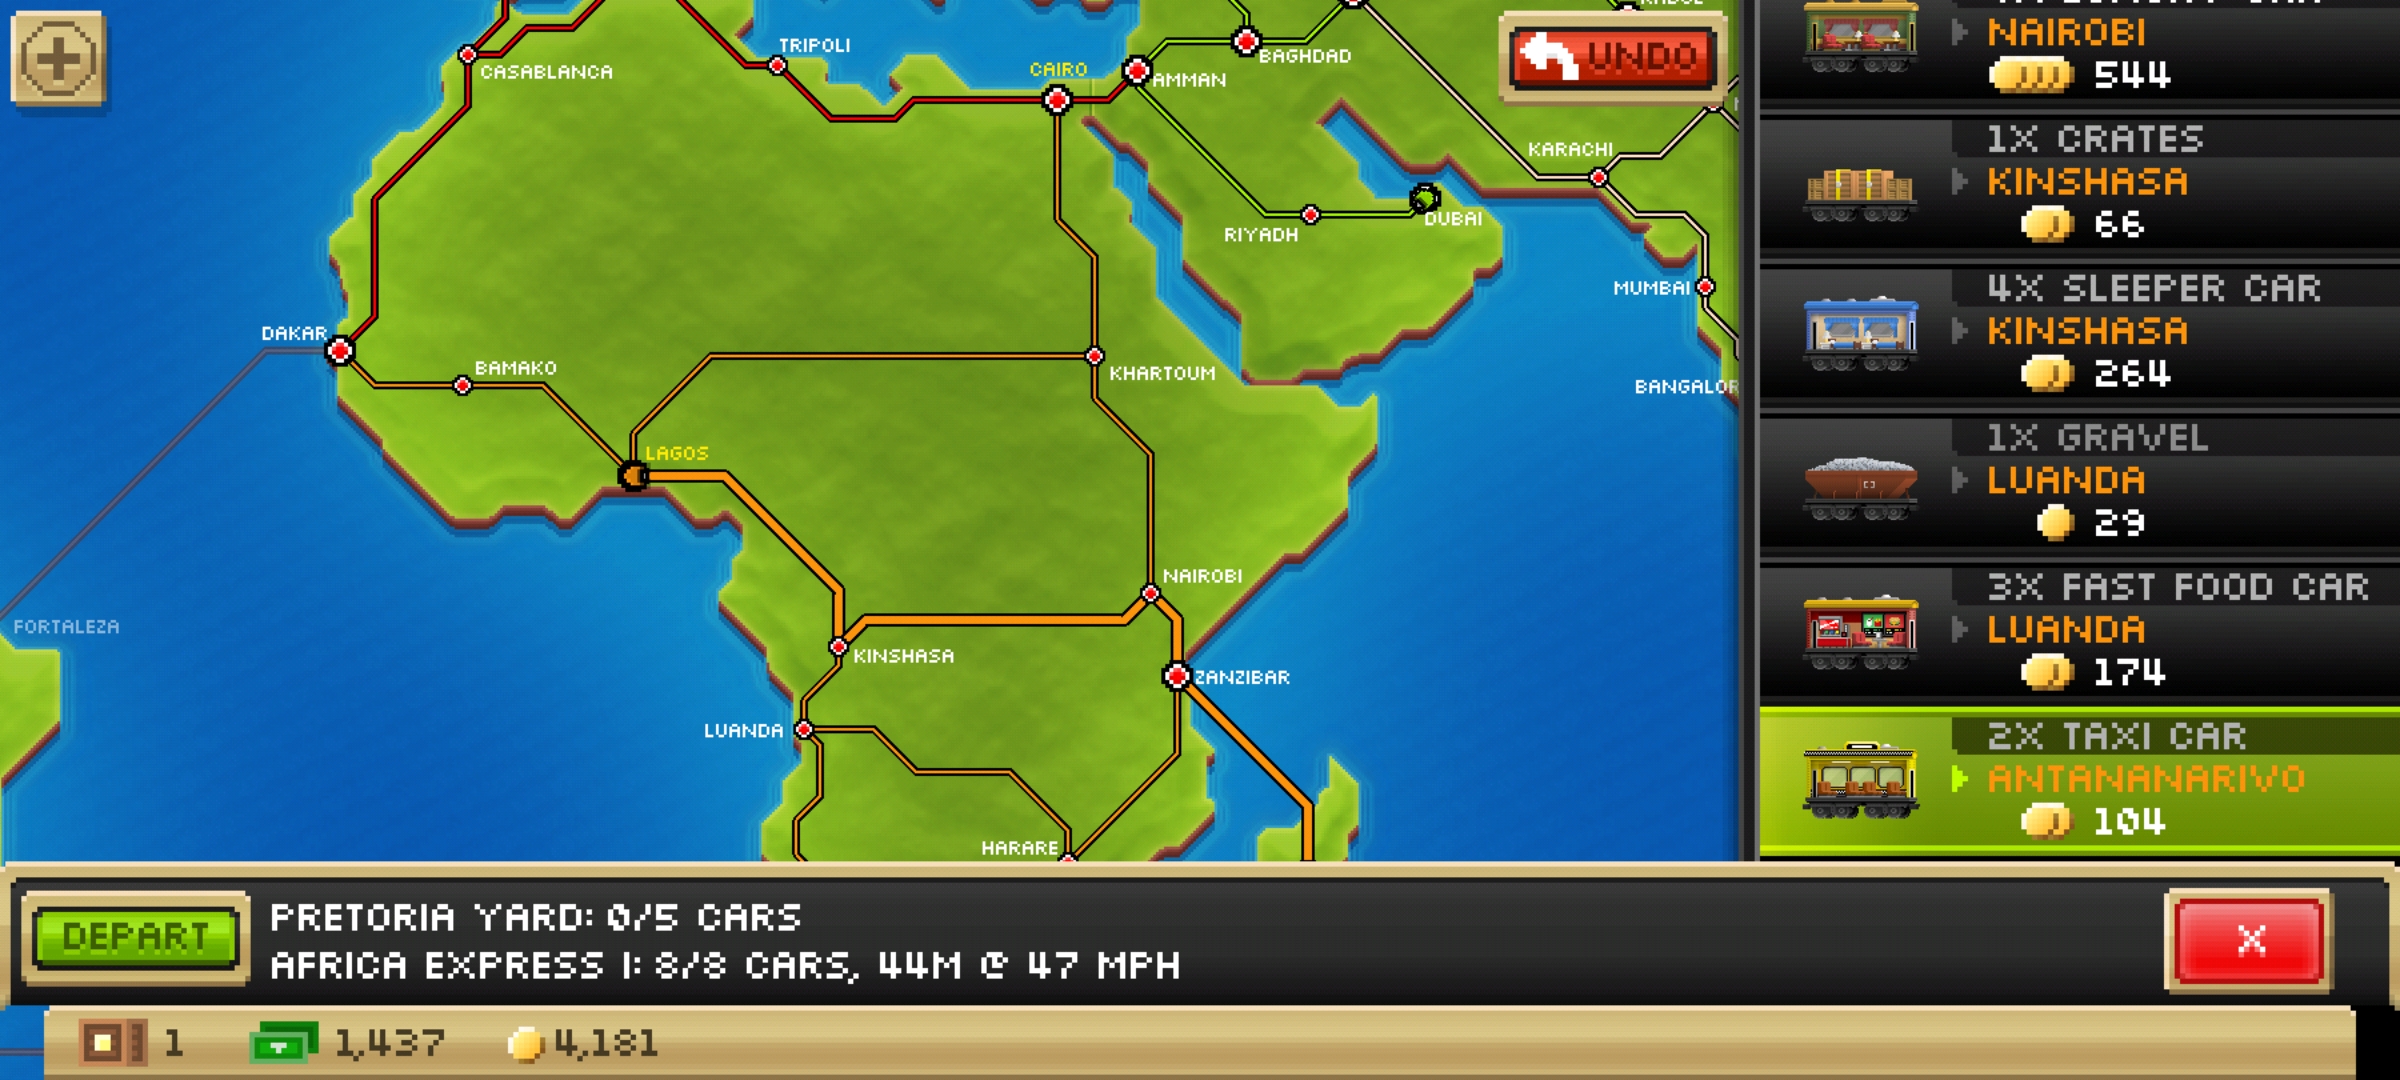 TRIPOLI
CASABLANCA
CAIRO
AMMAN
BAGHDAD
UNDO
KARACHI
DUBAI
RIYADH
MUMBAI
DAKAR
BAMAKO
KHARTOUM
BANGALOR
LAGOS
NAIROBI
FORTALEZA
KINSHASA
ZANZIBAR
LUANDA
HARARE
NAIROBI
544
1X CRATES
KINSHASA
66
4X SLEEPER CAR
KINSHASA
264
1X GRAVEL
LUANDA
29
3X FAST FOOD CAR
LUANDA
174
2X TAXI CAR
ANTANANARIVO
104
DEPART
PRETORIA YARD: 0/5 CARS
AFRICA EXPRESS I: 8/8 CARS, 44M @ 47 MPH
X
1
1,437
4,181